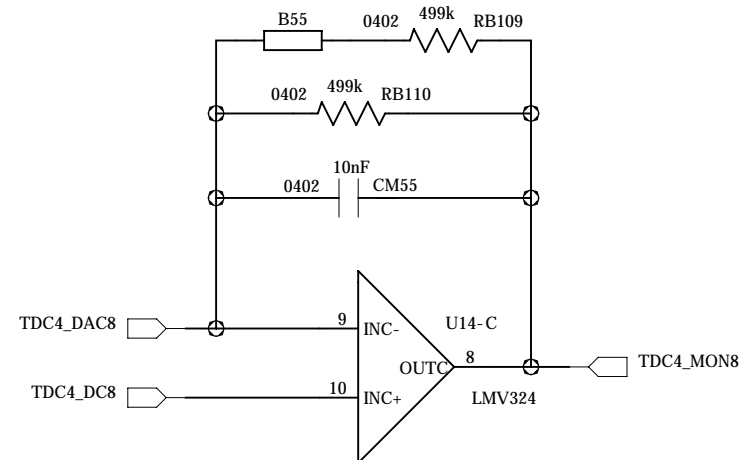 B55 0402 499k RB109
0402 499k RB110
10nF
0402 CM55
TDC4_DAC8 9 INC- U14-C
OUTC 8 TDC4_MON8
TDC4_DC8 10 INC+ LMV324